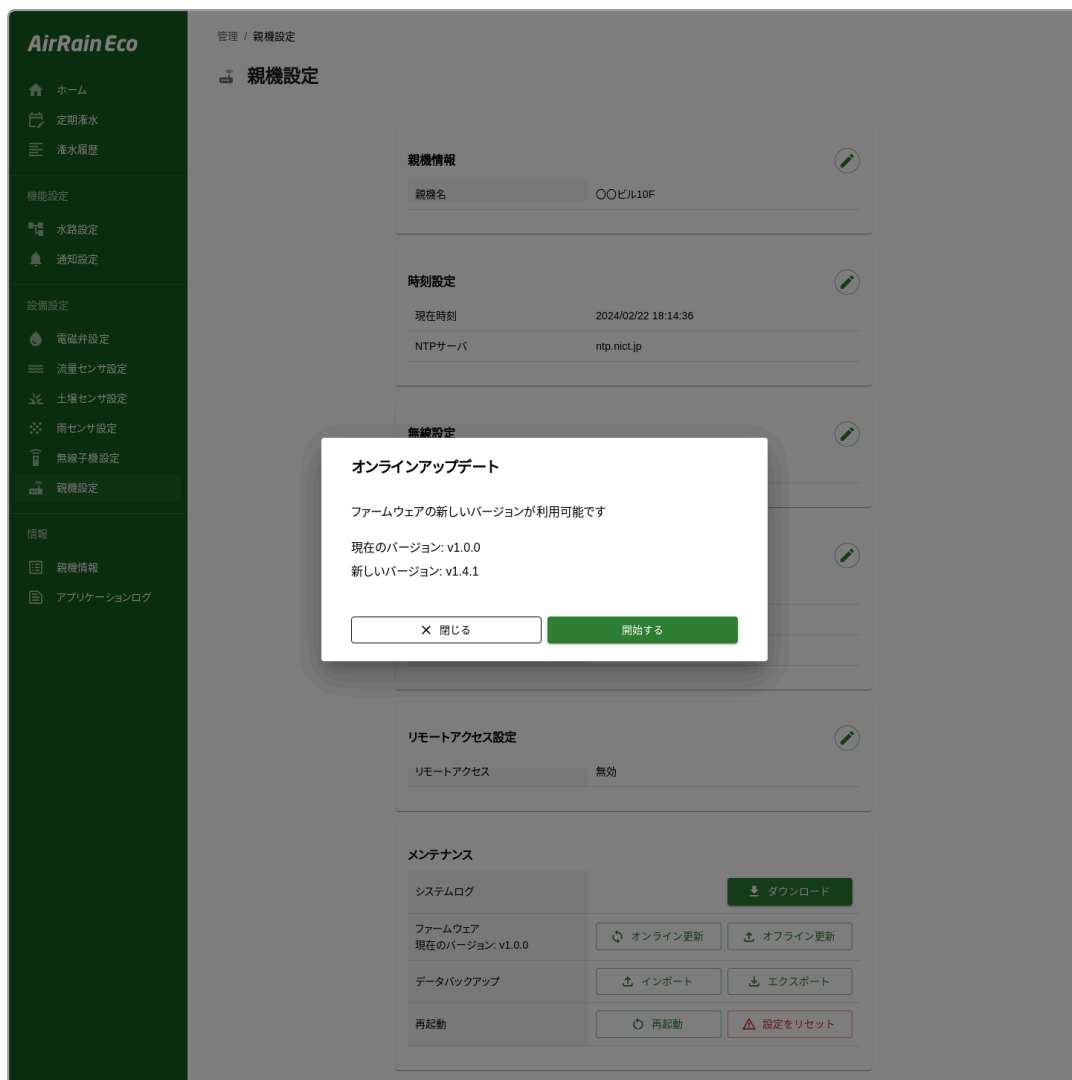 AirRain Eco
ホーム
定期潅水
潅水履歴
機能設定
水路設定
通知設定
設備設定
電磁弁設定
流量センサ設定
土壌センサ設定
雨センサ設定
無線子機設定
親機設定
情報
親機情報
アプリケーションログ
管理 / 親機設定
親機設定
親機情報
親機名 〇〇ビル10F
時刻設定
現在時刻 2024/02/22 18:14:36
NTPサーバ ntp.nict.jp
無線設定
オンラインアップデート
ファームウェアの新しいバージョンが利用可能です
現在のバージョン: v1.0.0
新しいバージョン: v1.4.1
閉じる 開始する
リモートアクセス設定
リモートアクセス 無効
メンテナンス
システムログ ダウンロード
ファームウェア
現在のバージョン: v1.0.0 オンライン更新 オフライン更新
データバックアップ インポート エクスポート
再起動 再起動 設定をリセット